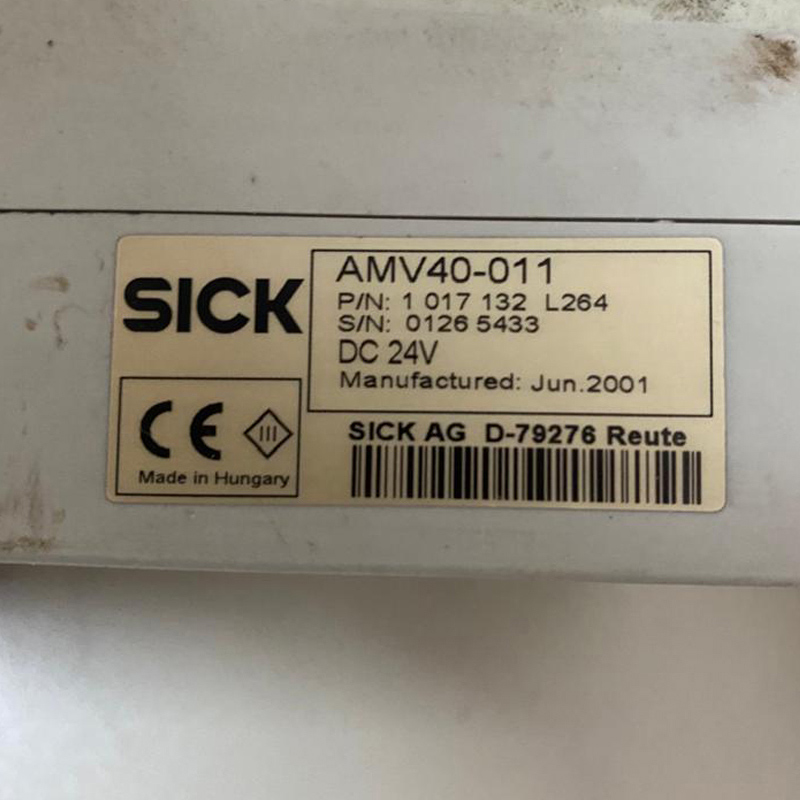 SICK
AMV40-011
P/N: 1 017 132 L264
S/N: 0126 5433
DC 24V
Manufactured: Jun.2001
CE III
Made in Hungary
SICK AG D-79276 Reute